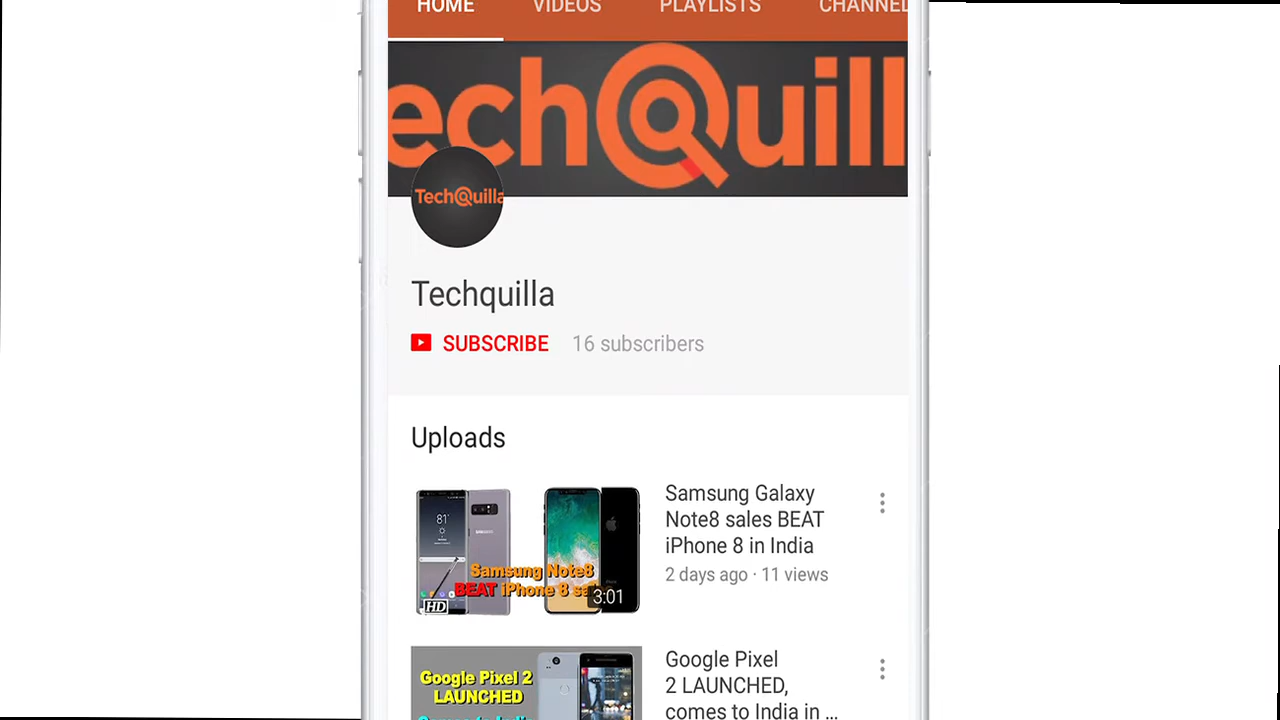 HOME VIDEOS PLAYLISTS CHANNEL
echQuill
TechQuilla
Techquilla
SUBSCRIBE 16 subscribers
Uploads
81°
Samsung Note8
BEAT iPhone 8 sa
HD
3:01
Samsung Galaxy
Note8 sales BEAT
iPhone 8 in India
2 days ago · 11 views
Google Pixel 2
LAUNCHED
Google Pixel
2 LAUNCHED,
comes to India in ...